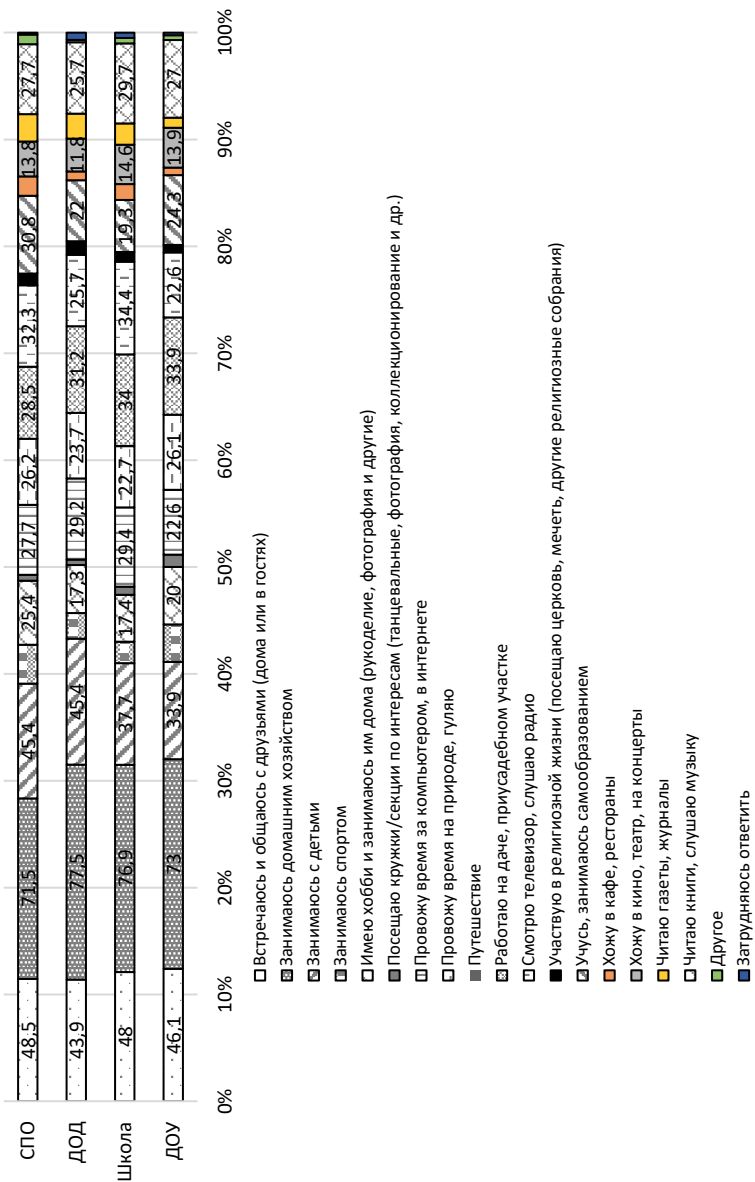 СПО
48,5
71,5
45,4
25,4
27,7
26,2
28,5
32,3
30,8
13,8
27,7
ДОД
43,9
77,5
45,4
17,3
29,2
23,7
31,2
25,7
22
11,8
25,7
Школа
48
76,9
37,7
17,4
29,4
22,7
34
34,4
19,3
14,6
29,7
ДОУ
46,1
73
33,9
20
22,6
26,1
33,9
22,6
24,3
13,9
27
0%
10%
20%
30%
40%
50%
60%
70%
80%
90%
100%
Встречаюсь и общаюсь с друзьями (дома или в гостях)
Занимаюсь домашним хозяйством
Занимаюсь с детьми
Занимаюсь спортом
Имею хобби и занимаюсь им дома (рукоделие, фотография и другие)
Посещаю кружки/секции по интересам (танцевальные, фотография, коллекционирование и др.)
Провожу время за компьютером, в интернете
Провожу время на природе, гуляю
Путешествие
Работаю на даче, приусадебном участке
Смотрю телевизор, слушаю радио
Участвую в религиозной жизни (посещаю церковь, мечеть, другие религиозные собрания)
Учусь, занимаюсь самообразованием
Хожу в кафе, рестораны
Хожу в кино, театр, на концерты
Читаю газеты, журналы
Читаю книги, слушаю музыку
Другое
Затрудняюсь ответить